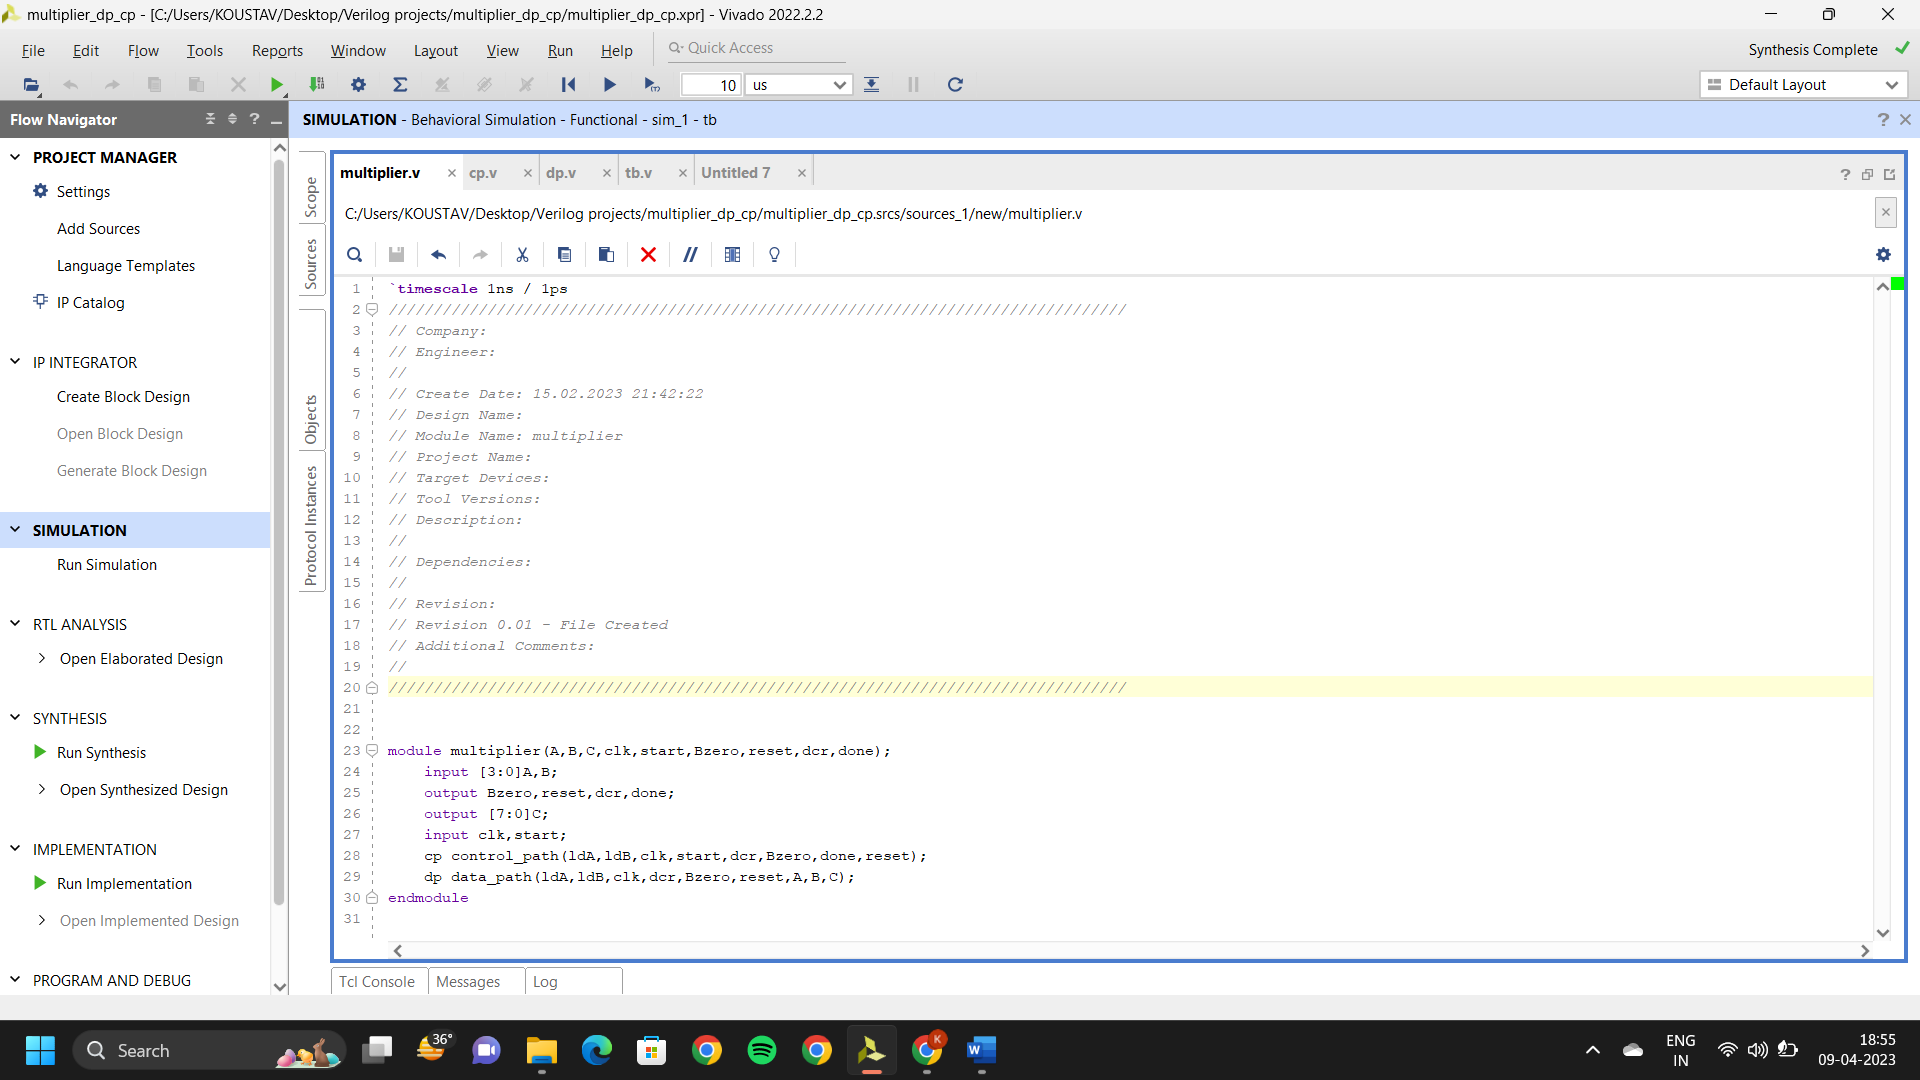 multiplier_dp_cp - [C:/Users/KOUSTAV/Desktop/Verilog projects/multiplier_dp_cp/multiplier_dp_cp.xpr] - Vivado 2022.2.2
File Edit Flow Tools Reports Window Layout View Run Help Quick Access
Synthesis Complete
10 us
Default Layout
Flow Navigator
PROJECT MANAGER
Settings
Add Sources
Language Templates
IP Catalog
IP INTEGRATOR
Create Block Design
Open Block Design
Generate Block Design
SIMULATION
Run Simulation
RTL ANALYSIS
Open Elaborated Design
SYNTHESIS
Run Synthesis
Open Synthesized Design
IMPLEMENTATION
Run Implementation
Open Implemented Design
PROGRAM AND DEBUG
SIMULATION - Behavioral Simulation - Functional - sim_1 - tb
Scope
Sources
Objects
Protocol Instances
multiplier.v cp.v dp.v tb.v Untitled 7
C:/Users/KOUSTAV/Desktop/Verilog projects/multiplier_dp_cp/multiplier_dp_cp.srcs/sources_1/new/multiplier.v
1 `timescale 1ns / 1ps
2 //////////////////////////////////////////////////////////////////////////////////
3 // Company:
4 // Engineer:
5 //
6 // Create Date: 15.02.2023 21:42:22
7 // Design Name:
8 // Module Name: multiplier
9 // Project Name:
10 // Target Devices:
11 // Tool Versions:
12 // Description:
13 //
14 // Dependencies:
15 //
16 // Revision:
17 // Revision 0.01 - File Created
18 // Additional Comments:
19 //
20 //////////////////////////////////////////////////////////////////////////////////
21
22
23 module multiplier(A,B,C,clk,start,Bzero,reset,dcr,done);
24 input [3:0]A,B;
25 output Bzero,reset,dcr,done;
26 output [7:0]C;
27 input clk,start;
28 cp control_path(ldA,ldB,clk,start,dcr,Bzero,done,reset);
29 dp data_path(ldA,ldB,clk,dcr,Bzero,reset,A,B,C);
30 endmodule
31
Tcl Console Messages Log
Search
36°
K
W
ENG
IN
18:55
09-04-2023